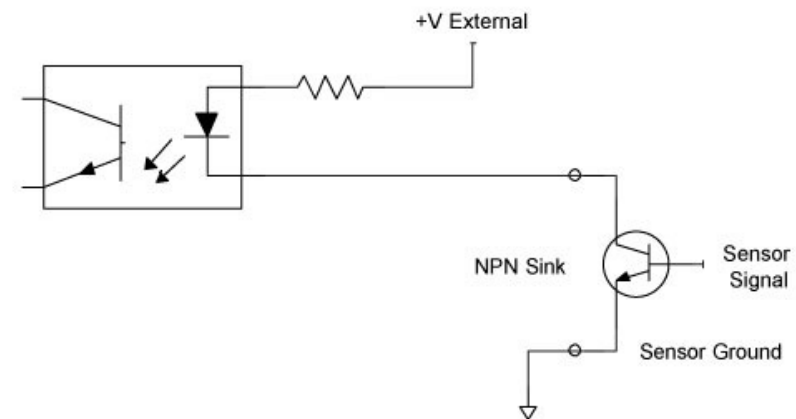 +V External
NPN Sink
Sensor
Signal
Sensor Ground